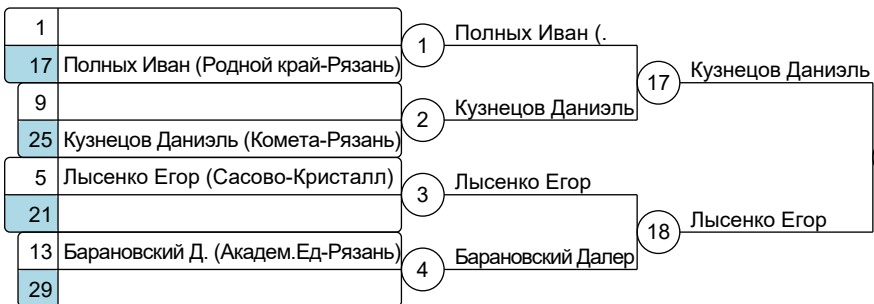 1
17 Полных Иван (Родной край-Рязань)
9
25 Кузнецов Даниэль (Комета-Рязань)
5 Лысенко Егор (Сасово-Кристалл)
21
13 Барановский Д. (Академ.Ед-Рязань)
29
1 Полных Иван (.
2 Кузнецов Даниэль
3 Лысенко Егор
4 Барановский Далер
17 Кузнецов Даниэль
18 Лысенко Егор